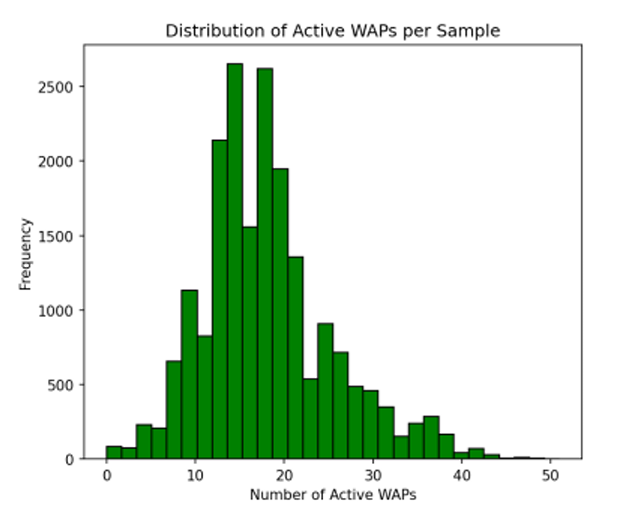 Distribution of Active WAPs per Sample
2500
2000
1500
1000
500
0
Frequency
0 10 20 30 40 50
Number of Active WAPs